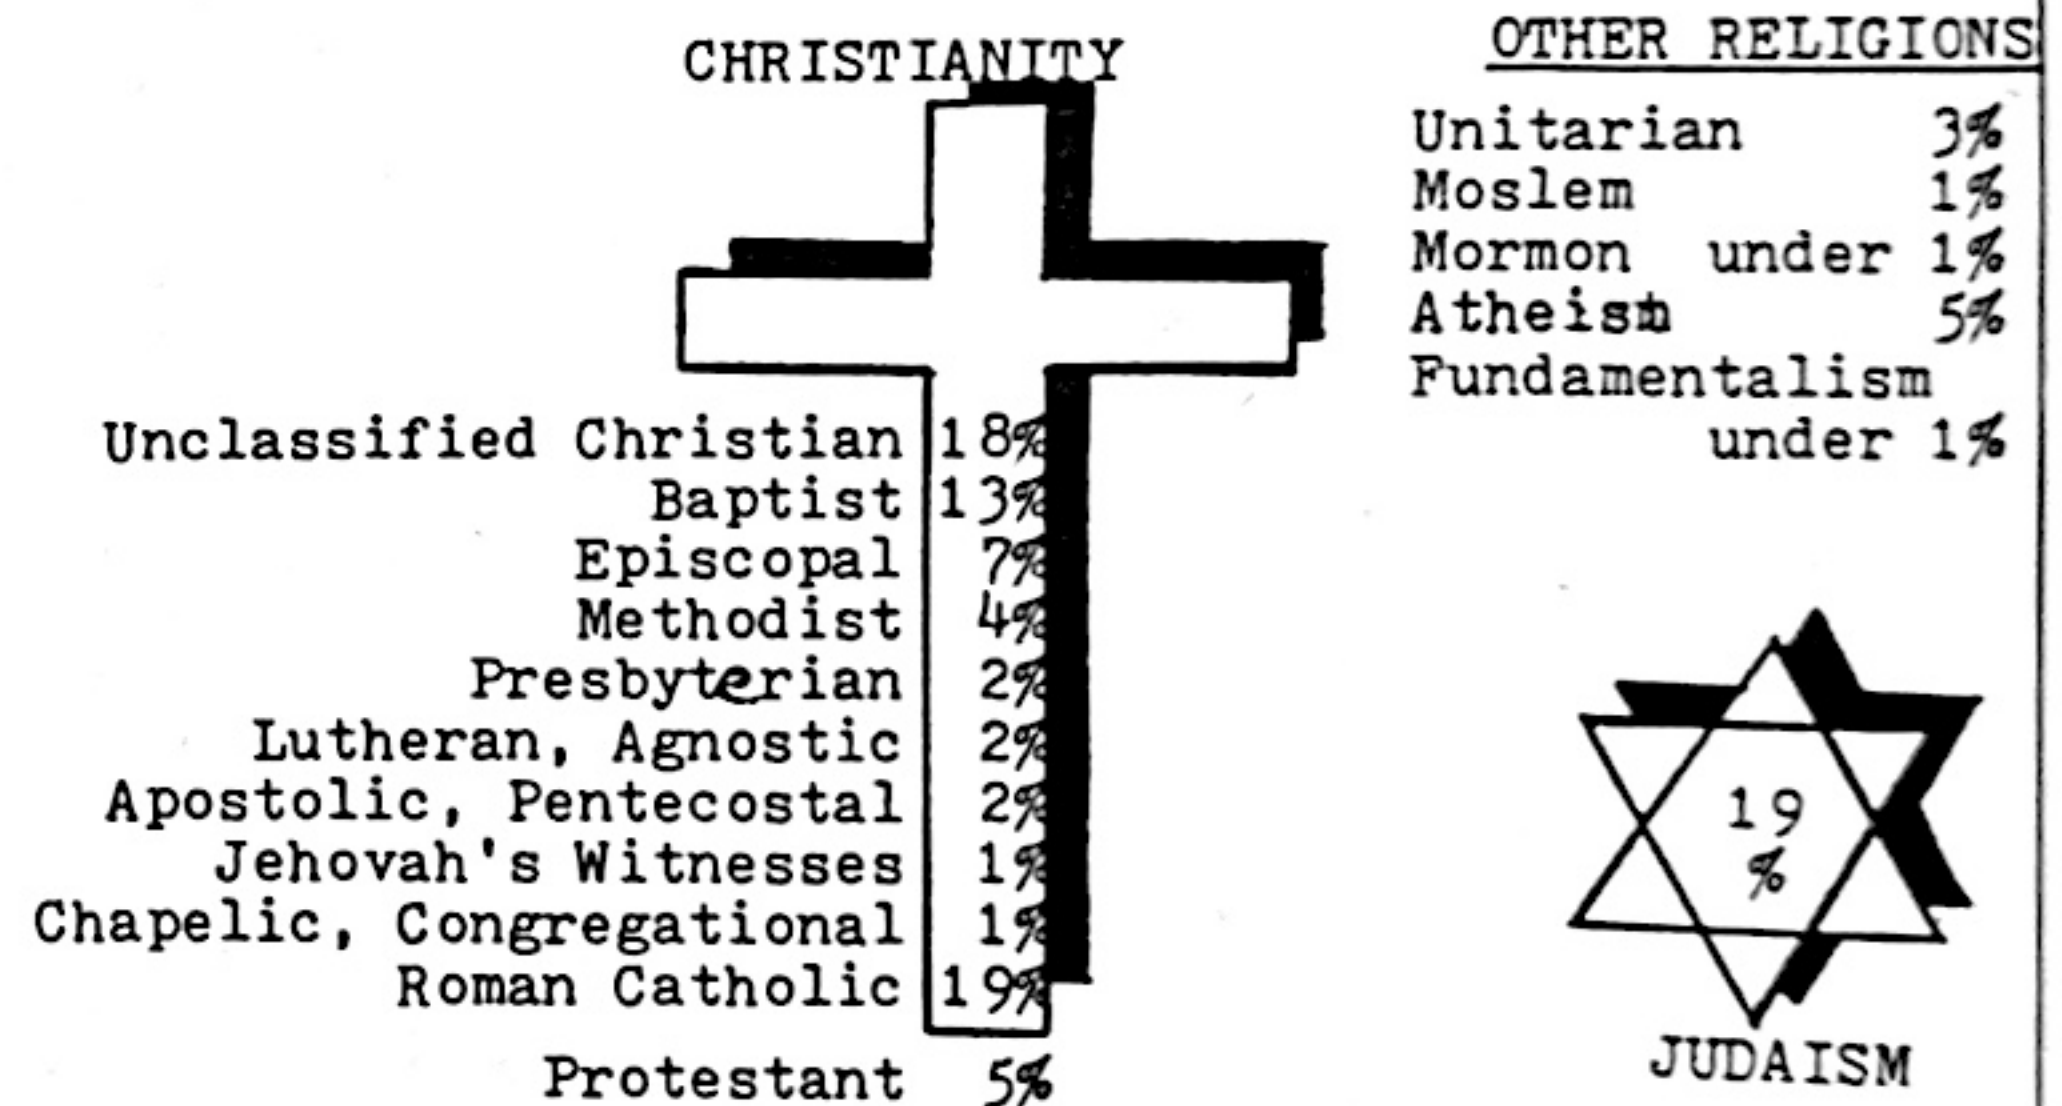 CHRISTIANITY
Unclassified Christian 18%
Baptist 13%
Episcopal 7%
Methodist 4%
Presbyterian 2%
Lutheran, Agnostic 2%
Apostolic, Pentecostal 2%
Jehovah's Witnesses 1%
Chapelic, Congregational 1%
Roman Catholic 19%
Protestant 5%
OTHER RELIGIONS
Unitarian 3%
Moslem 1%
Mormon under 1%
Atheism 5%
Fundamentalism
under 1%
19
%
JUDAISM